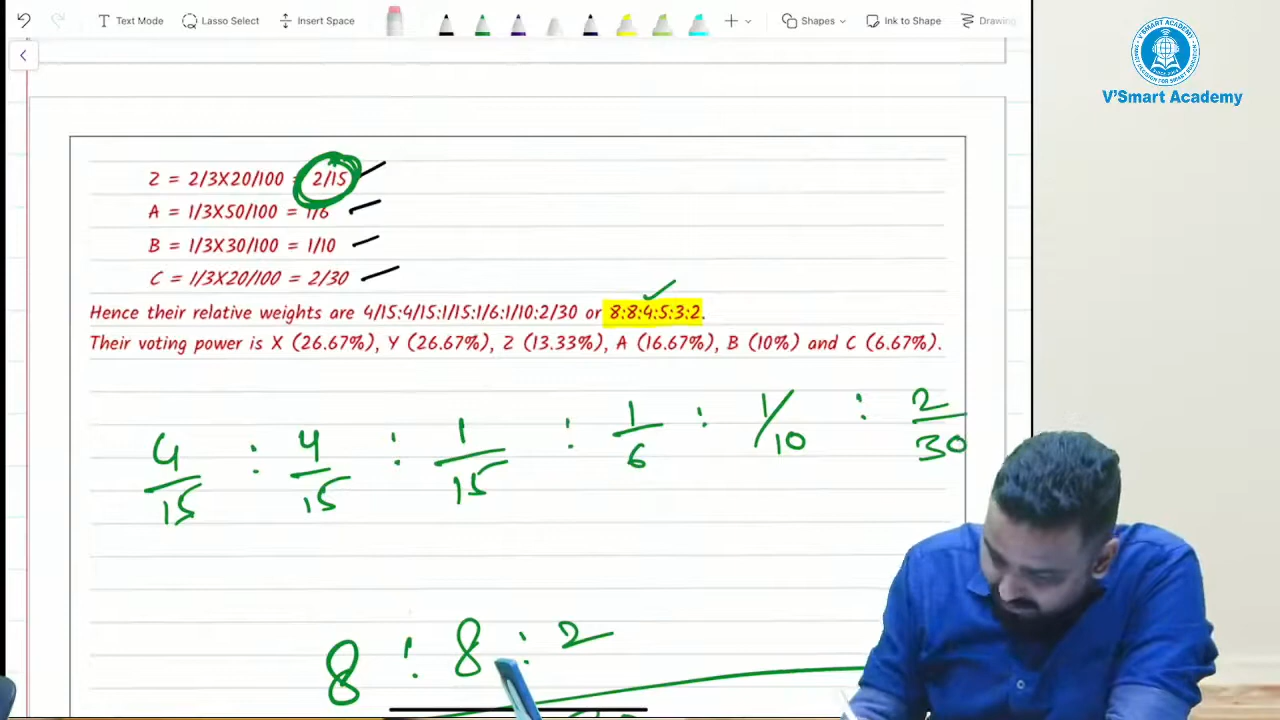 Text Mode Lasso Select Insert Space Shapes Ink to Shape Drawing
V'SMART ACADEMY
V'Smart Academy
Z = 2/3X20/100 = 2/15
A = 1/3X50/100 = 1/6
B = 1/3X30/100 = 1/10
C = 1/3X20/100 = 2/30
Hence their relative weights are 4/15:4/15:1/15:1/6:1/10:2/30 or 8:8:4:5:3:2.
Their voting power is X (26.67%), Y (26.67%), Z (13.33%), A (16.67%), B (10%) and C (6.67%).
4/15 : 4/15 : 1/15 : 1/6 : 1/10 : 2/30
8 : 8 : 2